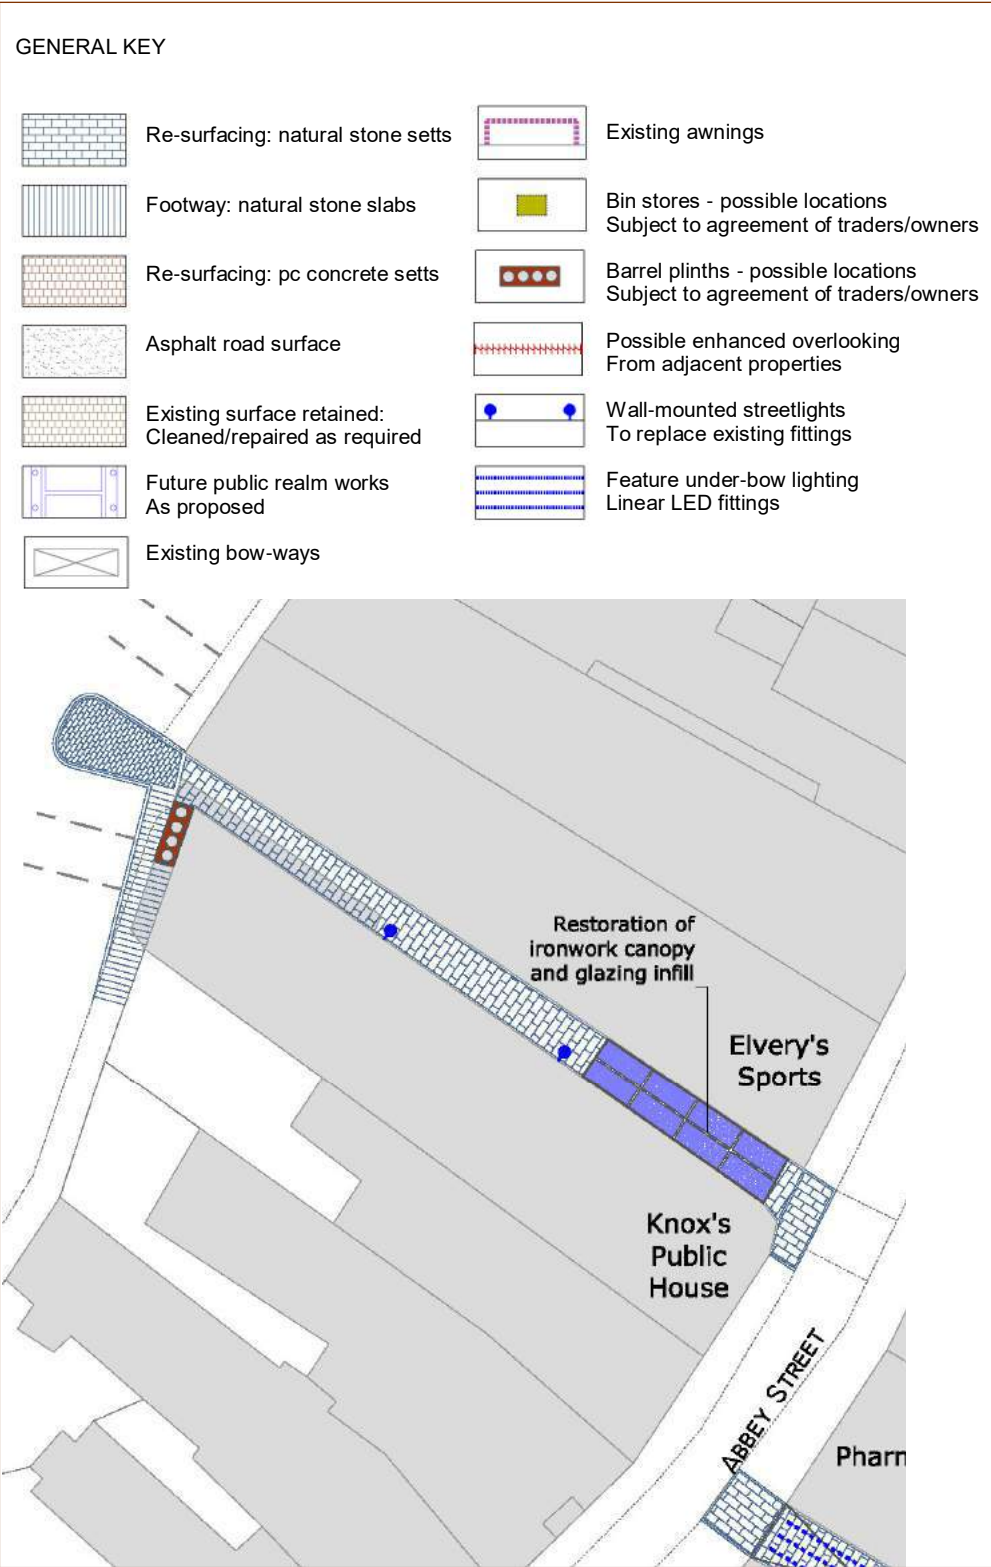 GENERAL KEY
Re-surfacing: natural stone setts
Footway: natural stone slabs
Re-surfacing: pc concrete setts
Asphalt road surface
Existing surface retained:
Cleaned/repaired as required
Future public realm works
As proposed
Existing bow-ways
Existing awnings
Bin stores - possible locations
Subject to agreement of traders/owners
Barrel plinths - possible locations
Subject to agreement of traders/owners
Possible enhanced overlooking
From adjacent properties
Wall-mounted streetlights
To replace existing fittings
Feature under-bow lighting
Linear LED fittings
Restoration of
ironwork canopy
and glazing infill
Elvery's
Sports
Knox's
Public
House
ABBEY STREET
Pharm